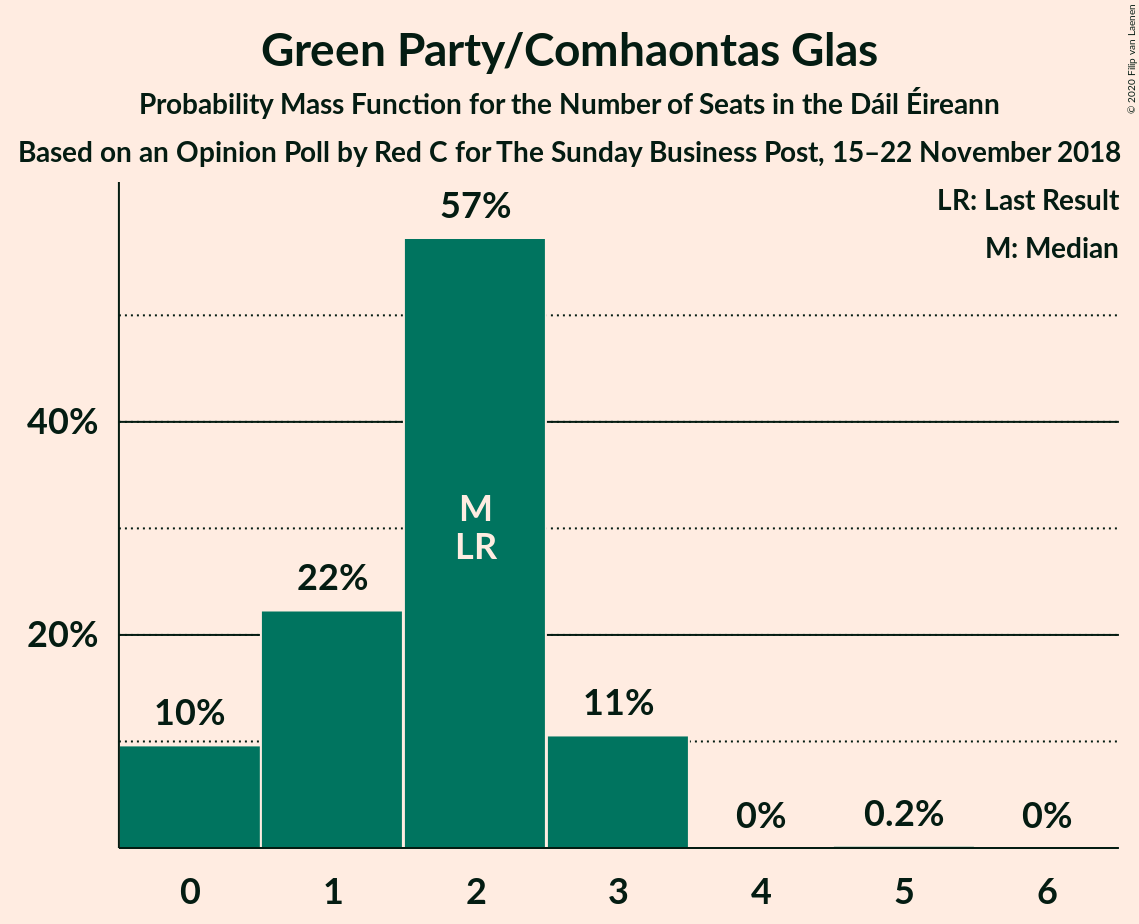 Green Party/Comhaontas Glas
Probability Mass Function for the Number of Seats in the Dáil Éireann
Based on an Opinion Poll by Red C for The Sunday Business Post, 15–22 November 2018
© 2020 Filip van Laenen
LR: Last Result
M: Median
57%
40%
M
LR
22%
20%
10%
11%
0%
0.2%
0%
0 1 2 3 4 5 6